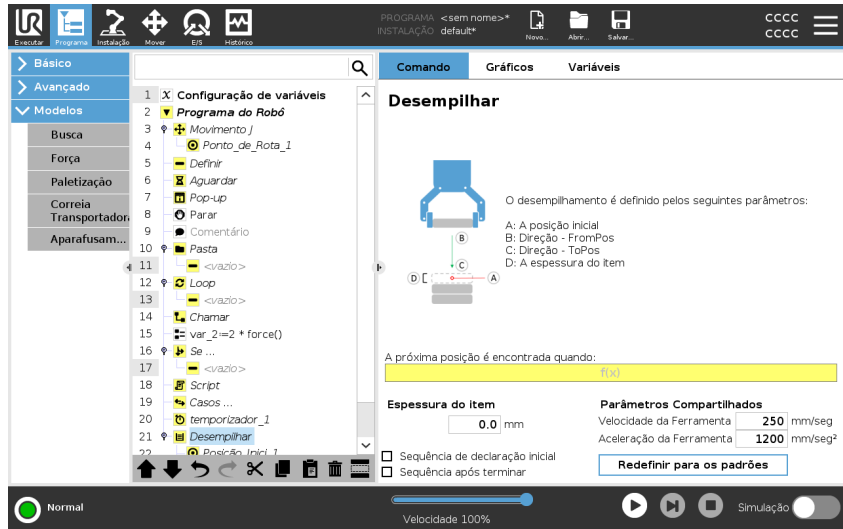 PROGRAMA <sem nome>*
INSTALAÇÃO default*
UR
Executar
Programa
Instalação
Mover
E/S
Histórico
Novo...
Abrir...
Salvar...
CCCC
CCCC
Básico
Avançado
Modelos
Busca
Força
Paletização
Correia
Transportador
Aparafusam...
1 X Configuração de variáveis
2 Programa do Robô
3 Movimento J
4 Ponto_de_Rota_1
5 Definir
6 Aguardar
7 Pop-up
8 Parar
9 Comentário
10 Pasta
11 <vazio>
12 Loop
13 <vazio>
14 Chamar
15 var_2≔2 * force()
16 Se ...
17 <vazio>
18 Script
19 Casos ...
20 temporizador_1
21 Desempilhar
22 Posição_Inici_1
Comando Gráficos Variáveis
Desempilhar
O desempilhamento é definido pelos seguintes parâmetros:
A: A posição inicial
B: Direção - FromPos
C: Direção - ToPos
D: A espessura do item
B
C
D
A
A próxima posição é encontrada quando:
f(x)
Espessura do item
0.0 mm
Sequência de declaração inicial
Sequência após terminar
Parâmetros Compartilhados
Velocidade da Ferramenta 250 mm/seg
Aceleração da Ferramenta 1200 mm/seg²
Redefinir para os padrões
Normal
Velocidade 100%
Simulação